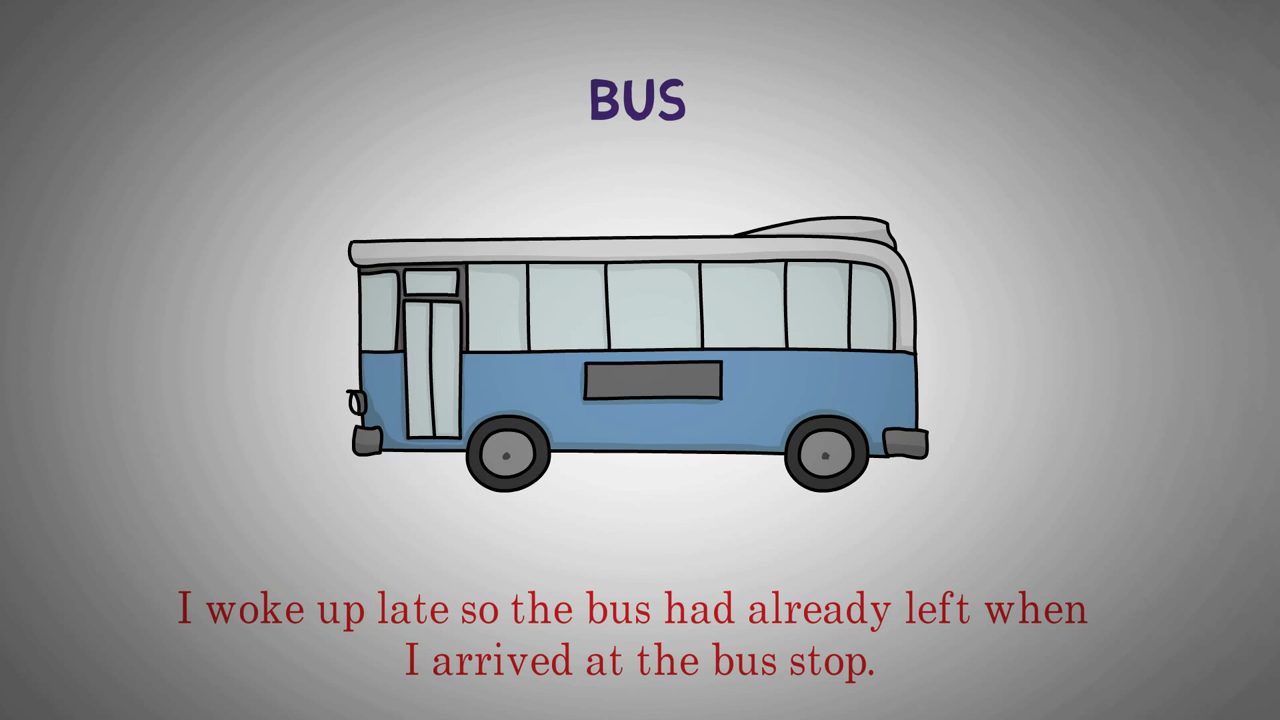 BUS
I woke up late so the bus had already left when
I arrived at the bus stop.